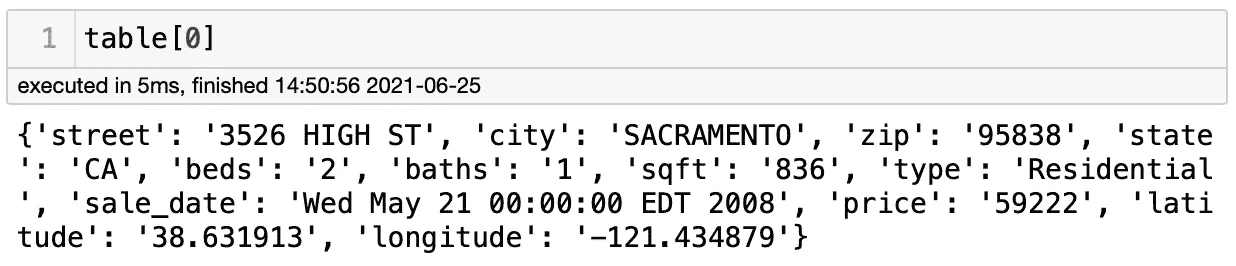 1 table[0]
executed in 5ms, finished 14:50:56 2021-06-25
{'street': '3526 HIGH ST', 'city': 'SACRAMENTO', 'zip': '95838', 'state
': 'CA', 'beds': '2', 'baths': '1', 'sqft': '836', 'type': 'Residential
', 'sale_date': 'Wed May 21 00:00:00 EDT 2008', 'price': '59222', 'lati
tude': '38.631913', 'longitude': '-121.434879'}